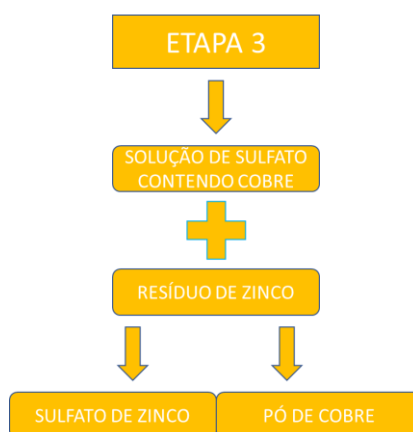 ETAPA 3
SOLUÇÃO DE SULFATO
CONTENDO COBRE
RESÍDUO DE ZINCO
SULFATO DE ZINCO
PÓ DE COBRE